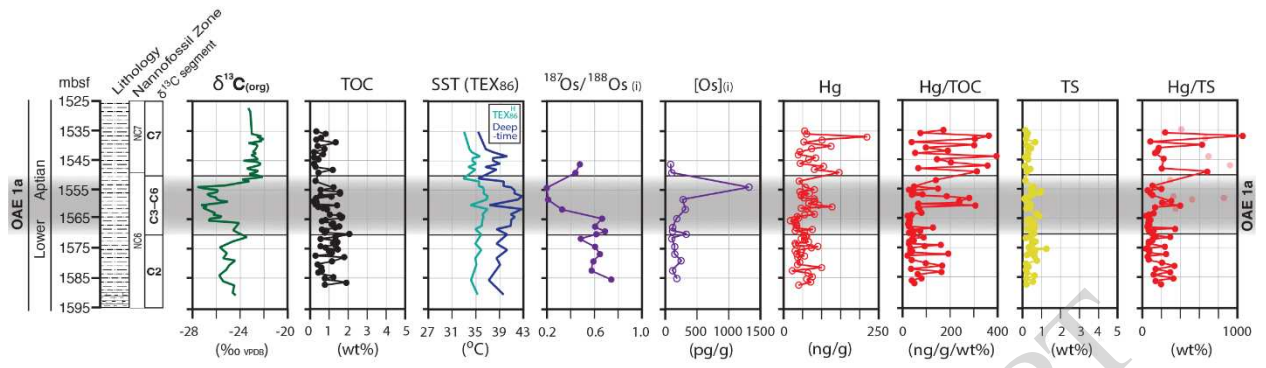 Lithology
Nannofossil Zone
δ13C segment
mbsf
δ13C(org)
TOC
SST (TEX86)
187Os/188Os (i)
[Os](i)
Hg
Hg/TOC
TS
Hg/TS
1525
1535
1545
1555
1565
1575
1585
1595
OAE 1a
Lower Aptian
NC7
NC6
C7
C3–C6
C2
TEX86H
Deep
-time
OAE 1a
-28 -24 -20
0 1 2 3 4 5
27 31 35 39 43
0.2 0.6 1.0
0 500 1000 1500
0 250
0 100 200 300 400
0 1 2 3 4 5
0 1000
(‰ VPDB)
(wt%)
(°C)
(pg/g)
(ng/g)
(ng/g/wt%)
(wt%)
(wt%)
PT